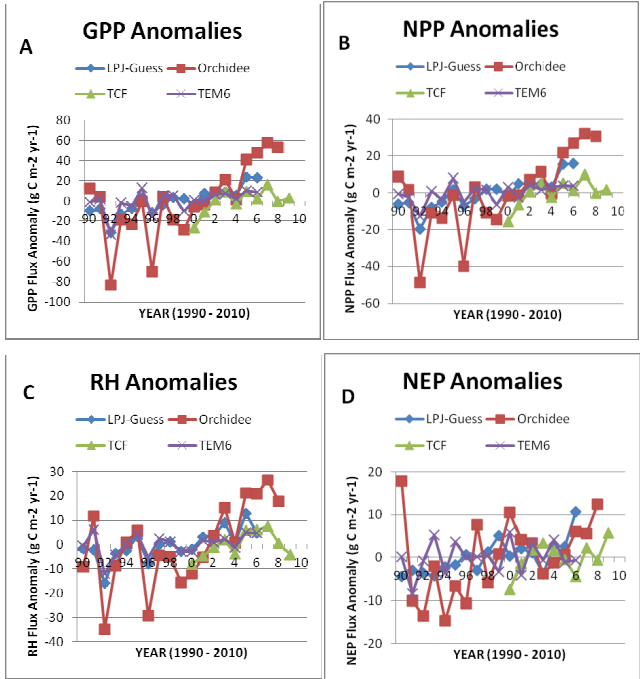 A
GPP Anomalies
LPJ-Guess Orchidee
TCF TEM6
GPP Flux Anomaly (g C m-2 yr-1)
80
60
40
20
0
-20
-40
-60
-80
-100
90 92 94 96 98 0 2 4 6 8 10
YEAR (1990 - 2010)
B
NPP Anomalies
LPJ-Guess Orchidee
TCF TEM6
NPP Flux Anomaly (g C m-2 yr-1)
40
20
0
-20
-40
-60
90 92 94 96 98 0 2 4 6 8 10
YEAR (1990 - 2010)
C
RH Anomalies
LPJ-Guess Orchidee
TCF TEM6
RH Flux Anomaly (g C m-2 yr-1)
30
20
10
0
-10
-20
-30
-40
90 92 94 96 98 0 2 4 6 8 10
YEAR (1990 - 2010)
D
NEP Anomalies
LPJ-Guess Orchidee
TCF TEM6
NEP Flux Anomaly (g C m-2 yr-1)
20
10
0
-10
-20
90 92 94 96 98 0 2 4 6 8 10
YEAR (1990 - 2010)